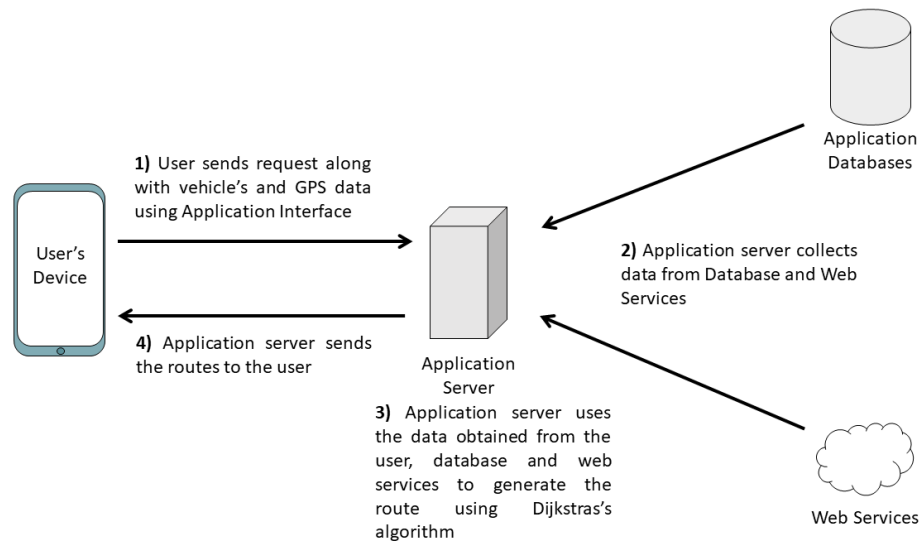 1) User sends request along
with vehicle's and GPS data
using Application Interface
User's
Device
4) Application server sends
the routes to the user
Application
Server
3) Application server uses
the data obtained from the
user, database and web
services to generate the
route using Dijkstras's
algorithm
Application
Databases
2) Application server collects
data from Database and Web
Services
Web Services